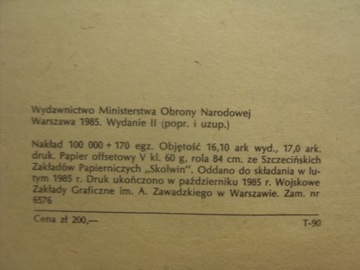 Wydawnictwo Ministerstwa Obrony Narodowej
Warszawa 1985. Wydanie II (popr. i uzup.)
Nakład 100 000+170 egz. Objętość 16,10 ark wyd., 17,0 ark.
druk. Papier offsetowy V kl. 60 g, rola 84 cm. ze Szczecińskich
Zakładów Papierniczych „Skolwin". Oddano do składania w lu-
tym 1985 r. Druk ukończono w październiku 1985 r. Wojskowe
Zakłady Graficzne im. A. Zawadzkiego w Warszawie. Zam. nr
6576
Cena zł 200,— T-90